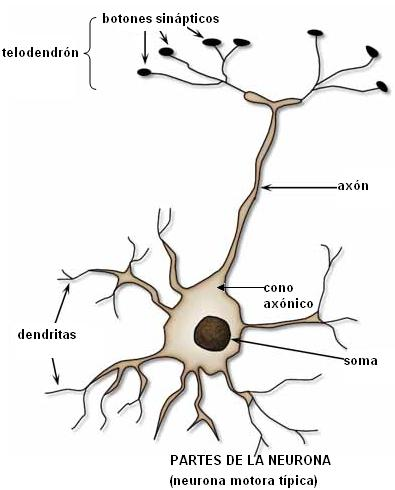 botones sinápticos
telodendrón
axón
cono
axónico
dendritas
soma
PARTES DE LA NEURONA
(neurona motora típica)